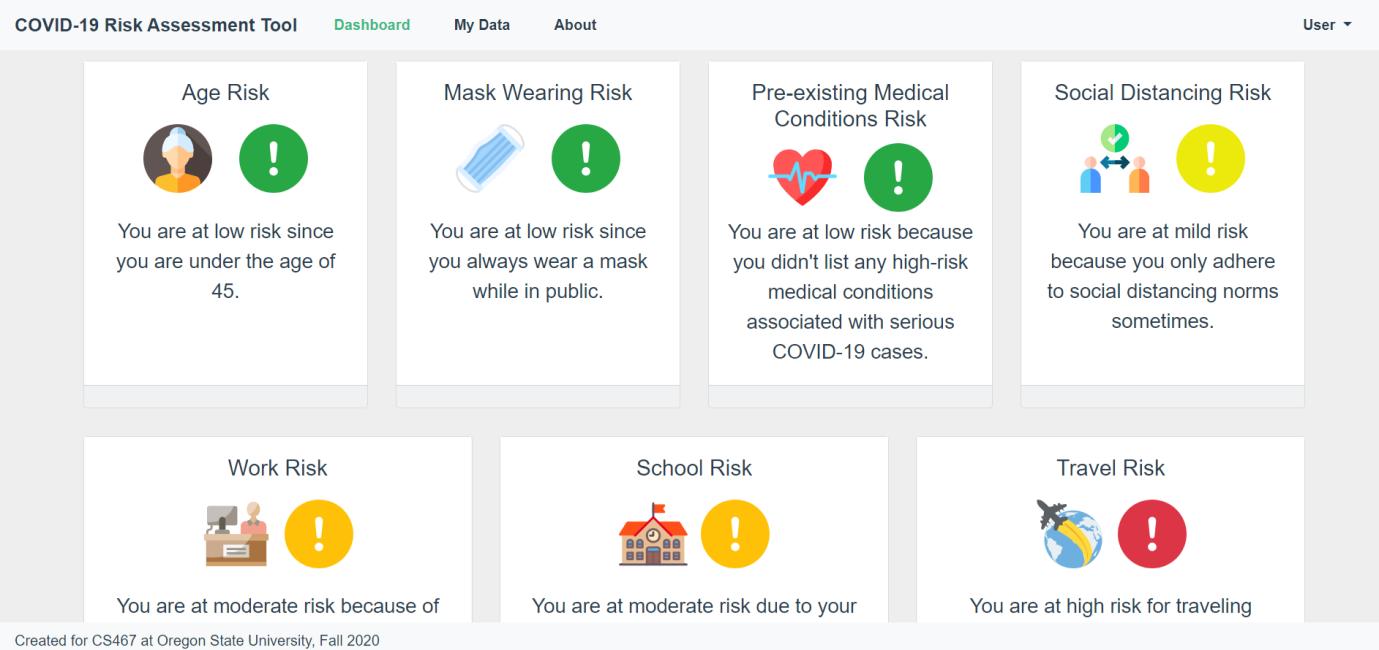 COVID-19 Risk Assessment Tool Dashboard My Data About User
Age Risk
You are at low risk since
you are under the age of
45.
Mask Wearing Risk
You are at low risk since
you always wear a mask
while in public.
Pre-existing Medical
Conditions Risk
You are at low risk because
you didn't list any high-risk
medical conditions
associated with serious
COVID-19 cases.
Social Distancing Risk
You are at mild risk
because you only adhere
to social distancing norms
sometimes.
Work Risk
You are at moderate risk because of
School Risk
You are at moderate risk due to your
Travel Risk
You are at high risk for traveling
Created for CS467 at Oregon State University, Fall 2020